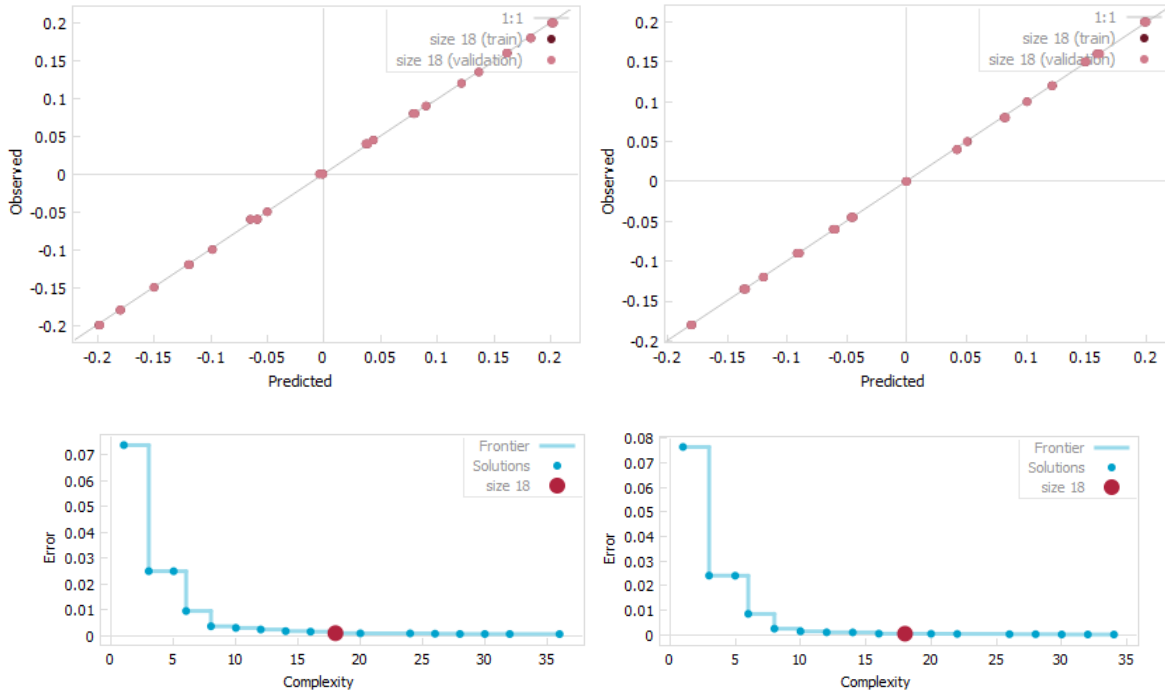 1:1
size 18 (train)
size 18 (validation)
0.2
0.15
0.1
0.05
0
-0.05
-0.1
-0.15
-0.2
Observed
-0.2 -0.15 -0.1 -0.05 0 0.05 0.1 0.15 0.2
Predicted
1:1
size 18 (train)
size 18 (validation)
0.2
0.15
0.1
0.05
0
-0.05
-0.1
-0.15
-0.2
Observed
-0.2 -0.15 -0.1 -0.05 0 0.05 0.1 0.15 0.2
Predicted
Frontier
Solutions
size 18
0.07
0.06
0.05
0.04
0.03
0.02
0.01
0
Error
0 5 10 15 20 25 30 35
Complexity
Frontier
Solutions
size 18
0.08
0.07
0.06
0.05
0.04
0.03
0.02
0.01
0
Error
0 5 10 15 20 25 30 35
Complexity